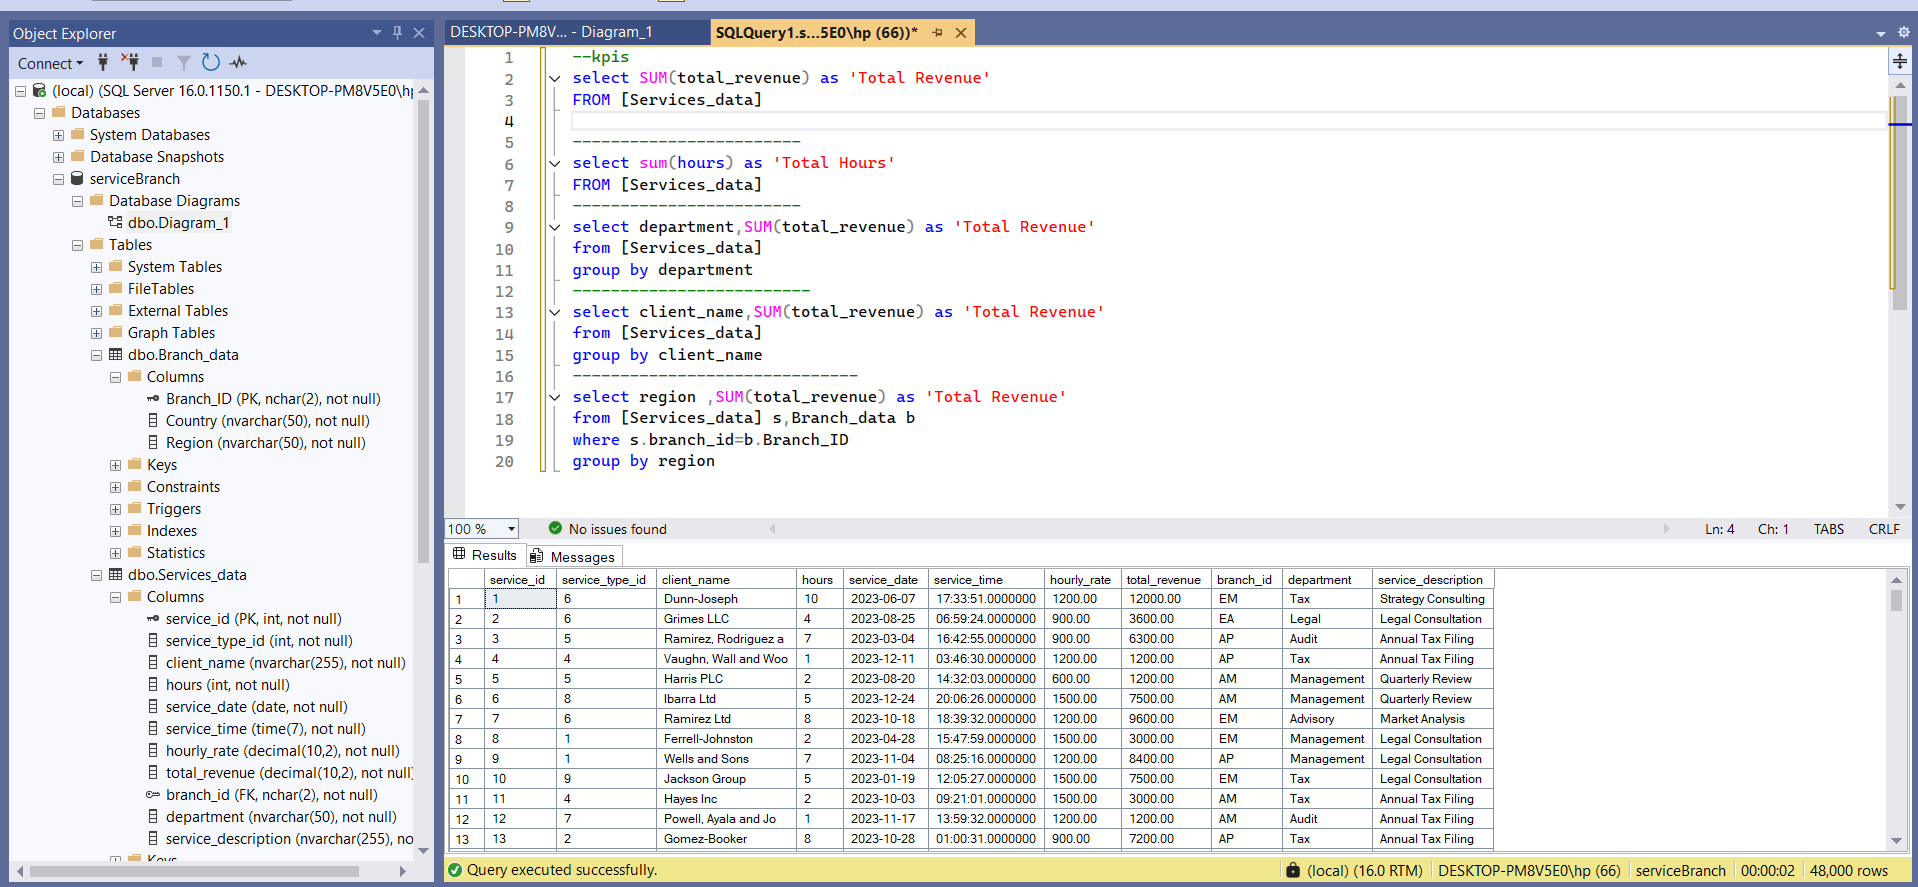 Object Explorer
Connect
(local) (SQL Server 16.0.1150.1 - DESKTOP-PM8V5E0\hp
Databases
System Databases
Database Snapshots
serviceBranch
Database Diagrams
dbo.Diagram_1
Tables
System Tables
FileTables
External Tables
Graph Tables
dbo.Branch_data
Columns
Branch_ID (PK, nchar(2), not null)
Country (nvarchar(50), not null)
Region (nvarchar(50), not null)
Keys
Constraints
Triggers
Indexes
Statistics
dbo.Services_data
Columns
service_id (PK, int, not null)
service_type_id (int, not null)
client_name (nvarchar(255), not null)
hours (int, not null)
service_date (date, not null)
service_time (time(7), not null)
hourly_rate (decimal(10,2), not null)
total_revenue (decimal(10,2), not null)
branch_id (FK, nchar(2), not null)
department (nvarchar(50), not null)
service_description (nvarchar(255), no
Keys
DESKTOP-PM8V... - Diagram_1
SQLQuery1.s...5E0\hp (66))*
1 --kpis
2 select SUM(total_revenue) as 'Total Revenue'
3 FROM [Services_data]
4
5 ------------------------
6 select sum(hours) as 'Total Hours'
7 FROM [Services_data]
8 ------------------------
9 select department,SUM(total_revenue) as 'Total Revenue'
10 from [Services_data]
11 group by department
12 -------------------------
13 select client_name,SUM(total_revenue) as 'Total Revenue'
14 from [Services_data]
15 group by client_name
16 ------------------------------
17 select region ,SUM(total_revenue) as 'Total Revenue'
18 from [Services_data] s,Branch_data b
19 where s.branch_id=b.Branch_ID
20 group by region
100 % No issues found Ln: 4 Ch: 1 TABS CRLF
Results Messages
service_id service_type_id client_name hours service_date service_time hourly_rate total_revenue branch_id department service_description
1 1 6 Dunn-Joseph 10 2023-06-07 17:33:51.0000000 1200.00 12000.00 EM Tax Strategy Consulting
2 2 6 Grimes LLC 4 2023-08-25 06:59:24.0000000 900.00 3600.00 EA Legal Legal Consultation
3 3 5 Ramirez, Rodriguez a 7 2023-03-04 16:42:55.0000000 900.00 6300.00 AP Audit Annual Tax Filing
4 4 4 Vaughn, Wall and Woo 1 2023-12-11 03:46:30.0000000 1200.00 1200.00 AP Tax Annual Tax Filing
5 5 5 Harris PLC 2 2023-08-20 14:32:03.0000000 600.00 1200.00 AM Management Quarterly Review
6 6 8 Ibarra Ltd 5 2023-12-24 20:06:26.0000000 1500.00 7500.00 AM Management Quarterly Review
7 7 6 Ramirez Ltd 8 2023-10-18 18:39:32.0000000 1200.00 9600.00 EM Advisory Market Analysis
8 8 1 Ferrell-Johnston 2 2023-04-28 15:47:59.0000000 1500.00 3000.00 EM Management Legal Consultation
9 9 1 Wells and Sons 7 2023-11-04 08:25:16.0000000 1200.00 8400.00 AP Management Legal Consultation
10 10 9 Jackson Group 5 2023-01-19 12:05:27.0000000 1500.00 7500.00 EM Tax Legal Consultation
11 11 4 Hayes Inc 2 2023-10-03 09:21:01.0000000 1500.00 3000.00 AM Tax Annual Tax Filing
12 12 7 Powell, Ayala and Jo 1 2023-11-17 13:59:32.0000000 1200.00 1200.00 AM Audit Annual Tax Filing
13 13 2 Gomez-Booker 8 2023-10-28 01:00:31.0000000 900.00 7200.00 AP Tax Annual Tax Filing
Query executed successfully. (local) (16.0 RTM) DESKTOP-PM8V5E0\hp (66) serviceBranch 00:00:02 48,000 rows